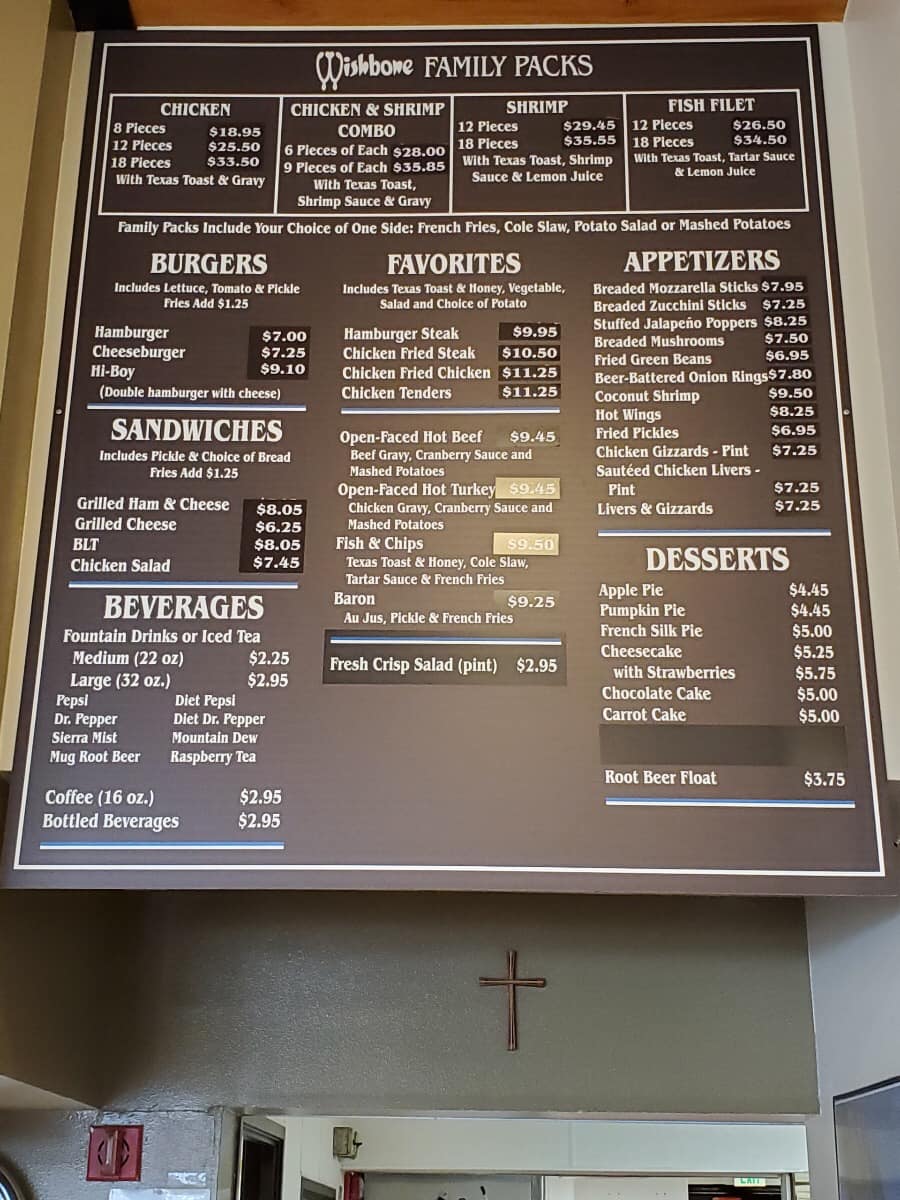 Wishbone FAMILY PACKS
CHICKEN
8 Pieces $18.95
12 Pieces $25.50
18 Pieces $33.50
With Texas Toast & Gravy
CHICKEN & SHRIMP
COMBO
6 Pieces of Each $28.00
9 Pieces of Each $35.85
With Texas Toast,
Shrimp Sauce & Gravy
SHRIMP
12 Pieces $29.45
18 Pieces $35.55
With Texas Toast, Shrimp
Sauce & Lemon Juice
FISH FILET
12 Pieces $26.50
18 Pieces $34.50
With Texas Toast, Tartar Sauce
& Lemon Juice
Family Packs Include Your Choice of One Side: French Fries, Cole Slaw, Potato Salad or Mashed Potatoes
BURGERS
Includes Lettuce, Tomato & Pickle
Fries Add $1.25
Hamburger $7.00
Cheeseburger $7.25
Hi-Boy $9.10
(Double hamburger with cheese)
SANDWICHES
Includes Pickle & Choice of Bread
Fries Add $1.25
Grilled Ham & Cheese $8.05
Grilled Cheese $6.25
BLT $8.05
Chicken Salad $7.45
BEVERAGES
Fountain Drinks or Iced Tea
Medium (22 oz) $2.25
Large (32 oz.) $2.95
Pepsi Diet Pepsi
Dr. Pepper Diet Dr. Pepper
Sierra Mist Mountain Dew
Mug Root Beer Raspberry Tea
Coffee (16 oz.) $2.95
Bottled Beverages $2.95
FAVORITES
Includes Texas Toast & Honey, Vegetable,
Salad and Choice of Potato
Hamburger Steak $9.95
Chicken Fried Steak $10.50
Chicken Fried Chicken $11.25
Chicken Tenders $11.25
Open-Faced Hot Beef $9.45
Beef Gravy, Cranberry Sauce and
Mashed Potatoes
Open-Faced Hot Turkey $9.45
Chicken Gravy, Cranberry Sauce and
Mashed Potatoes
Fish & Chips $9.50
Texas Toast & Honey, Cole Slaw,
Tartar Sauce & French Fries
Baron $9.25
Au Jus, Pickle & French Fries
Fresh Crisp Salad (pint) $2.95
APPETIZERS
Breaded Mozzarella Sticks $7.95
Breaded Zucchini Sticks $7.25
Stuffed Jalapeño Poppers $8.25
Breaded Mushrooms $7.50
Fried Green Beans $6.95
Beer-Battered Onion Rings $7.80
Coconut Shrimp $9.50
Hot Wings $8.25
Fried Pickles $6.95
Chicken Gizzards - Pint $7.25
Sautéed Chicken Livers -
Pint $7.25
Livers & Gizzards $7.25
DESSERTS
Apple Pie $4.45
Pumpkin Pie $4.45
French Silk Pie $5.00
Cheesecake $5.25
with Strawberries $5.75
Chocolate Cake $5.00
Carrot Cake $5.00
Root Beer Float $3.75
EXIT